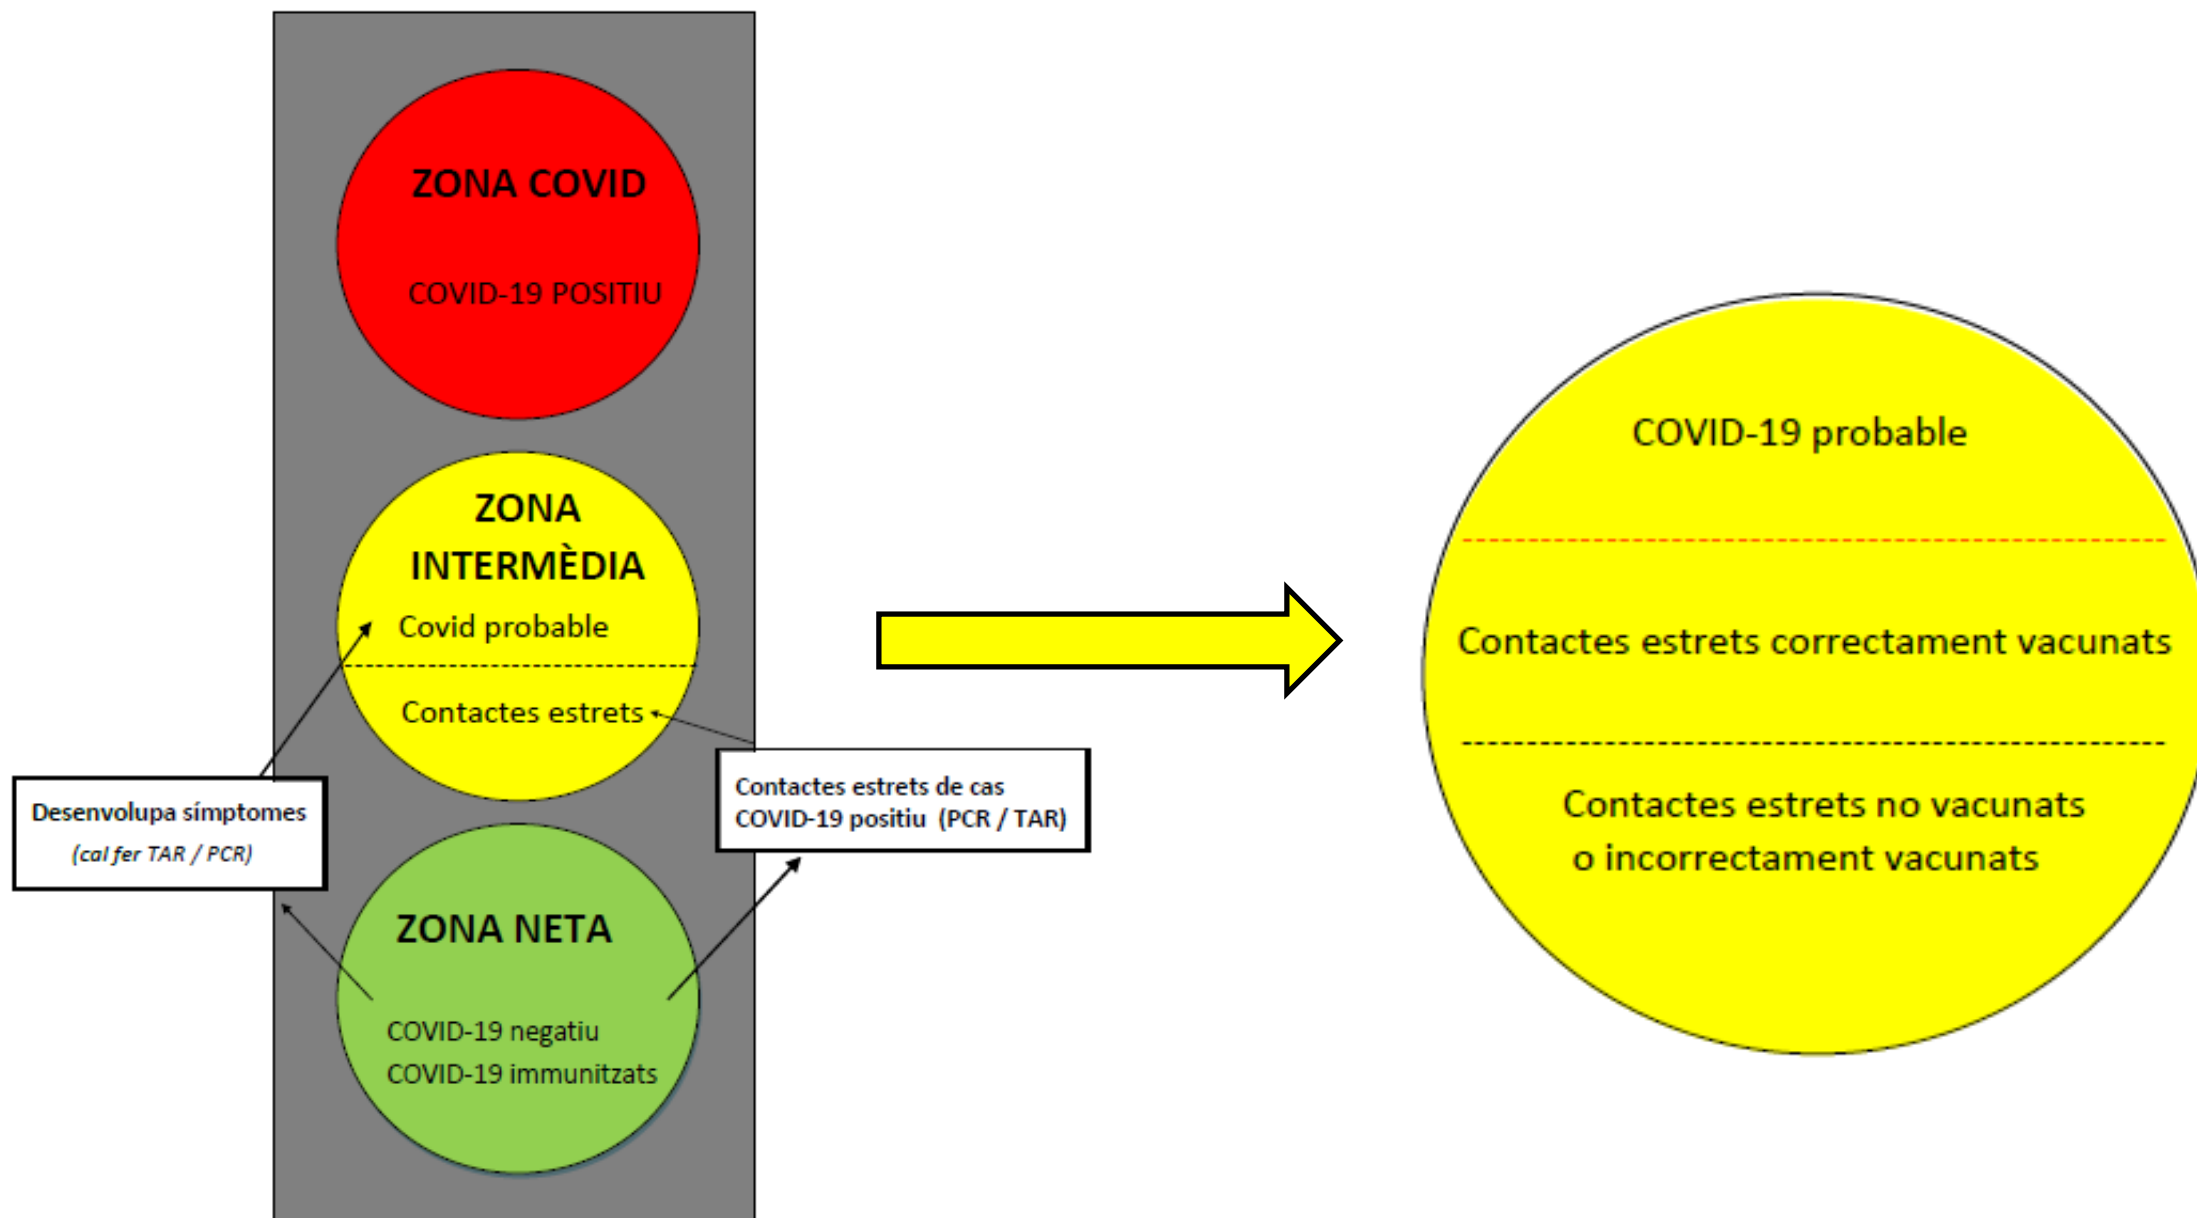 ZONA COVID
COVID-19 POSITIU
ZONA
INTERMÈDIA
Covid probable
Contactes estrets
Desenvolupa símptomes
(cal fer TAR / PCR)
Contactes estrets de cas
COVID-19 positiu (PCR / TAR)
ZONA NETA
COVID-19 negatiu
COVID-19 immunitzats
COVID-19 probable
Contactes estrets correctament vacunats
Contactes estrets no vacunats
o incorrectament vacunats